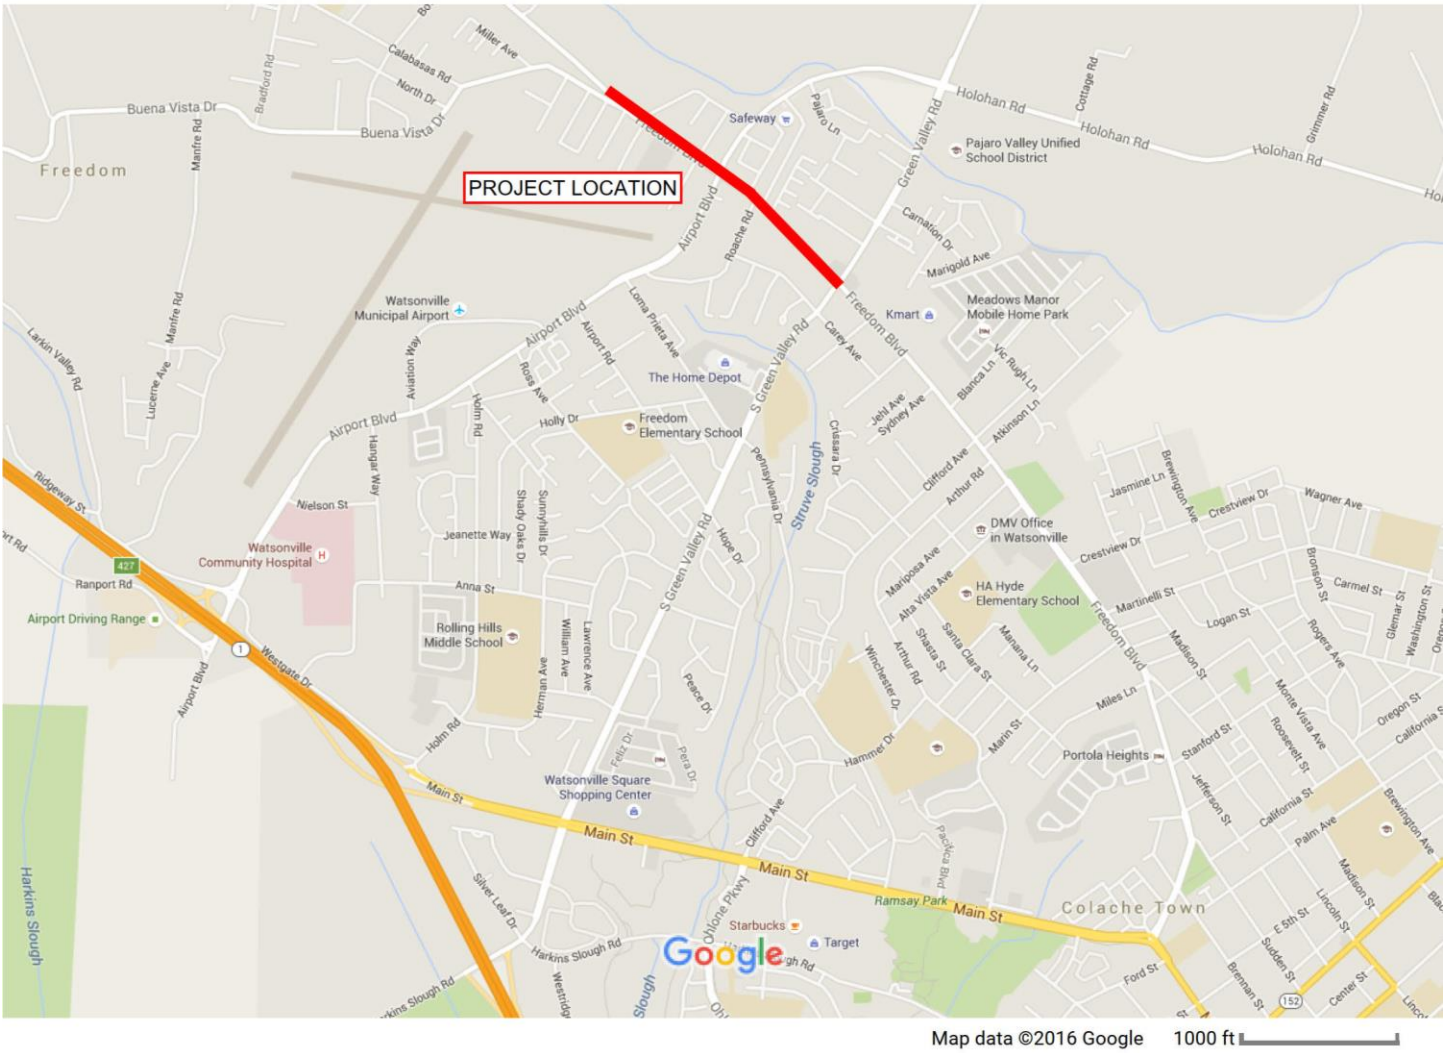 Miller Ave
Calabasas Rd
North Dr
Bradford Rd
Buena Vista Dr
Manfre Rd
Buena Vista Dr
Freedom
Freedom Blvd
Safeway
Pajaro Ln
Holohan Rd
Cottage Rd
Holohan Rd
Grimmer Rd
Holohan Rd
Green Valley Rd
Pajaro Valley Unified
School District
PROJECT LOCATION
Airport Blvd
Roache Rd
Carnation Dr
Marigold Ave
Meadows Manor
Mobile Home Park
Watsonville
Municipal Airport
Manfre Rd
Larkin Valley Rd
Lucerne Ave
Airport Blvd
Loma Prieta Ave
Airport Rd
Aviation Way
Ross Ave
The Home Depot
S Green Valley Rd
Carey Ave
Freedom Blvd
Kmart
Vic Rugh Ln
Blanca Ln
Jehl Ave
Sydney Ave
Atkinson Ln
Airport Blvd
Holm Rd
Holly Dr
Freedom
Elementary School
Hangar Way
Pennsylvania Dr
Crissara Dr
Struve Slough
Clifford Ave
Arthur Rd
Brewington Ave
Jasmine Ln
Crestview Dr
Wagner Ave
Ridgeway St
Nielson St
Shady Oaks Dr
Sunnyhills Dr
Jeanette Way
S Green Valley Rd
Hope Dr
DMV Office
in Watsonville
Crestview Dr
Watsonville
Community Hospital
H
427
Ranport Rd
Airport Driving Range
Anna St
Rolling Hills
Middle School
William Ave
Lawrence Ave
Herman Ave
Mariposa Ave
Alta Vista Ave
HA Hyde
Elementary School
Martinelli St
Logan St
Bronson St
Carmel St
Glemar St
Washington St
Rogers Ave
Freedom Blvd
Madison St
1
Westgate Dr
Airport Blvd
Shasta St
Santa Clara St
Manana Ln
Arthur Rd
Winchester Dr
Peace Dr
Holm Rd
Feliz Dr
Pera Dr
Miles Ln
Marin St
Hammer Dr
Portola Heights
Stanford St
Monte Vista Ave
Roosevelt St
Oregon St
California S
Watsonville Square
Shopping Center
Main St
Main St
Clifford Ave
Main St
Pacifica Blvd
Jefferson St
California St
Palm Ave
Brewington Ave
Madison St
Harkins Slough
Silver Leaf Dr
Ramsay Park
Main St
Colache Town
Lincoln St
E 5th St
Sudden St
Ohlone Pkwy
Starbucks
Target
Harkins Slough Rd
Google
gh Rd
Slough
Ford St
Brennan St
Center St
152
Map data ©2016 Google 1000 ft